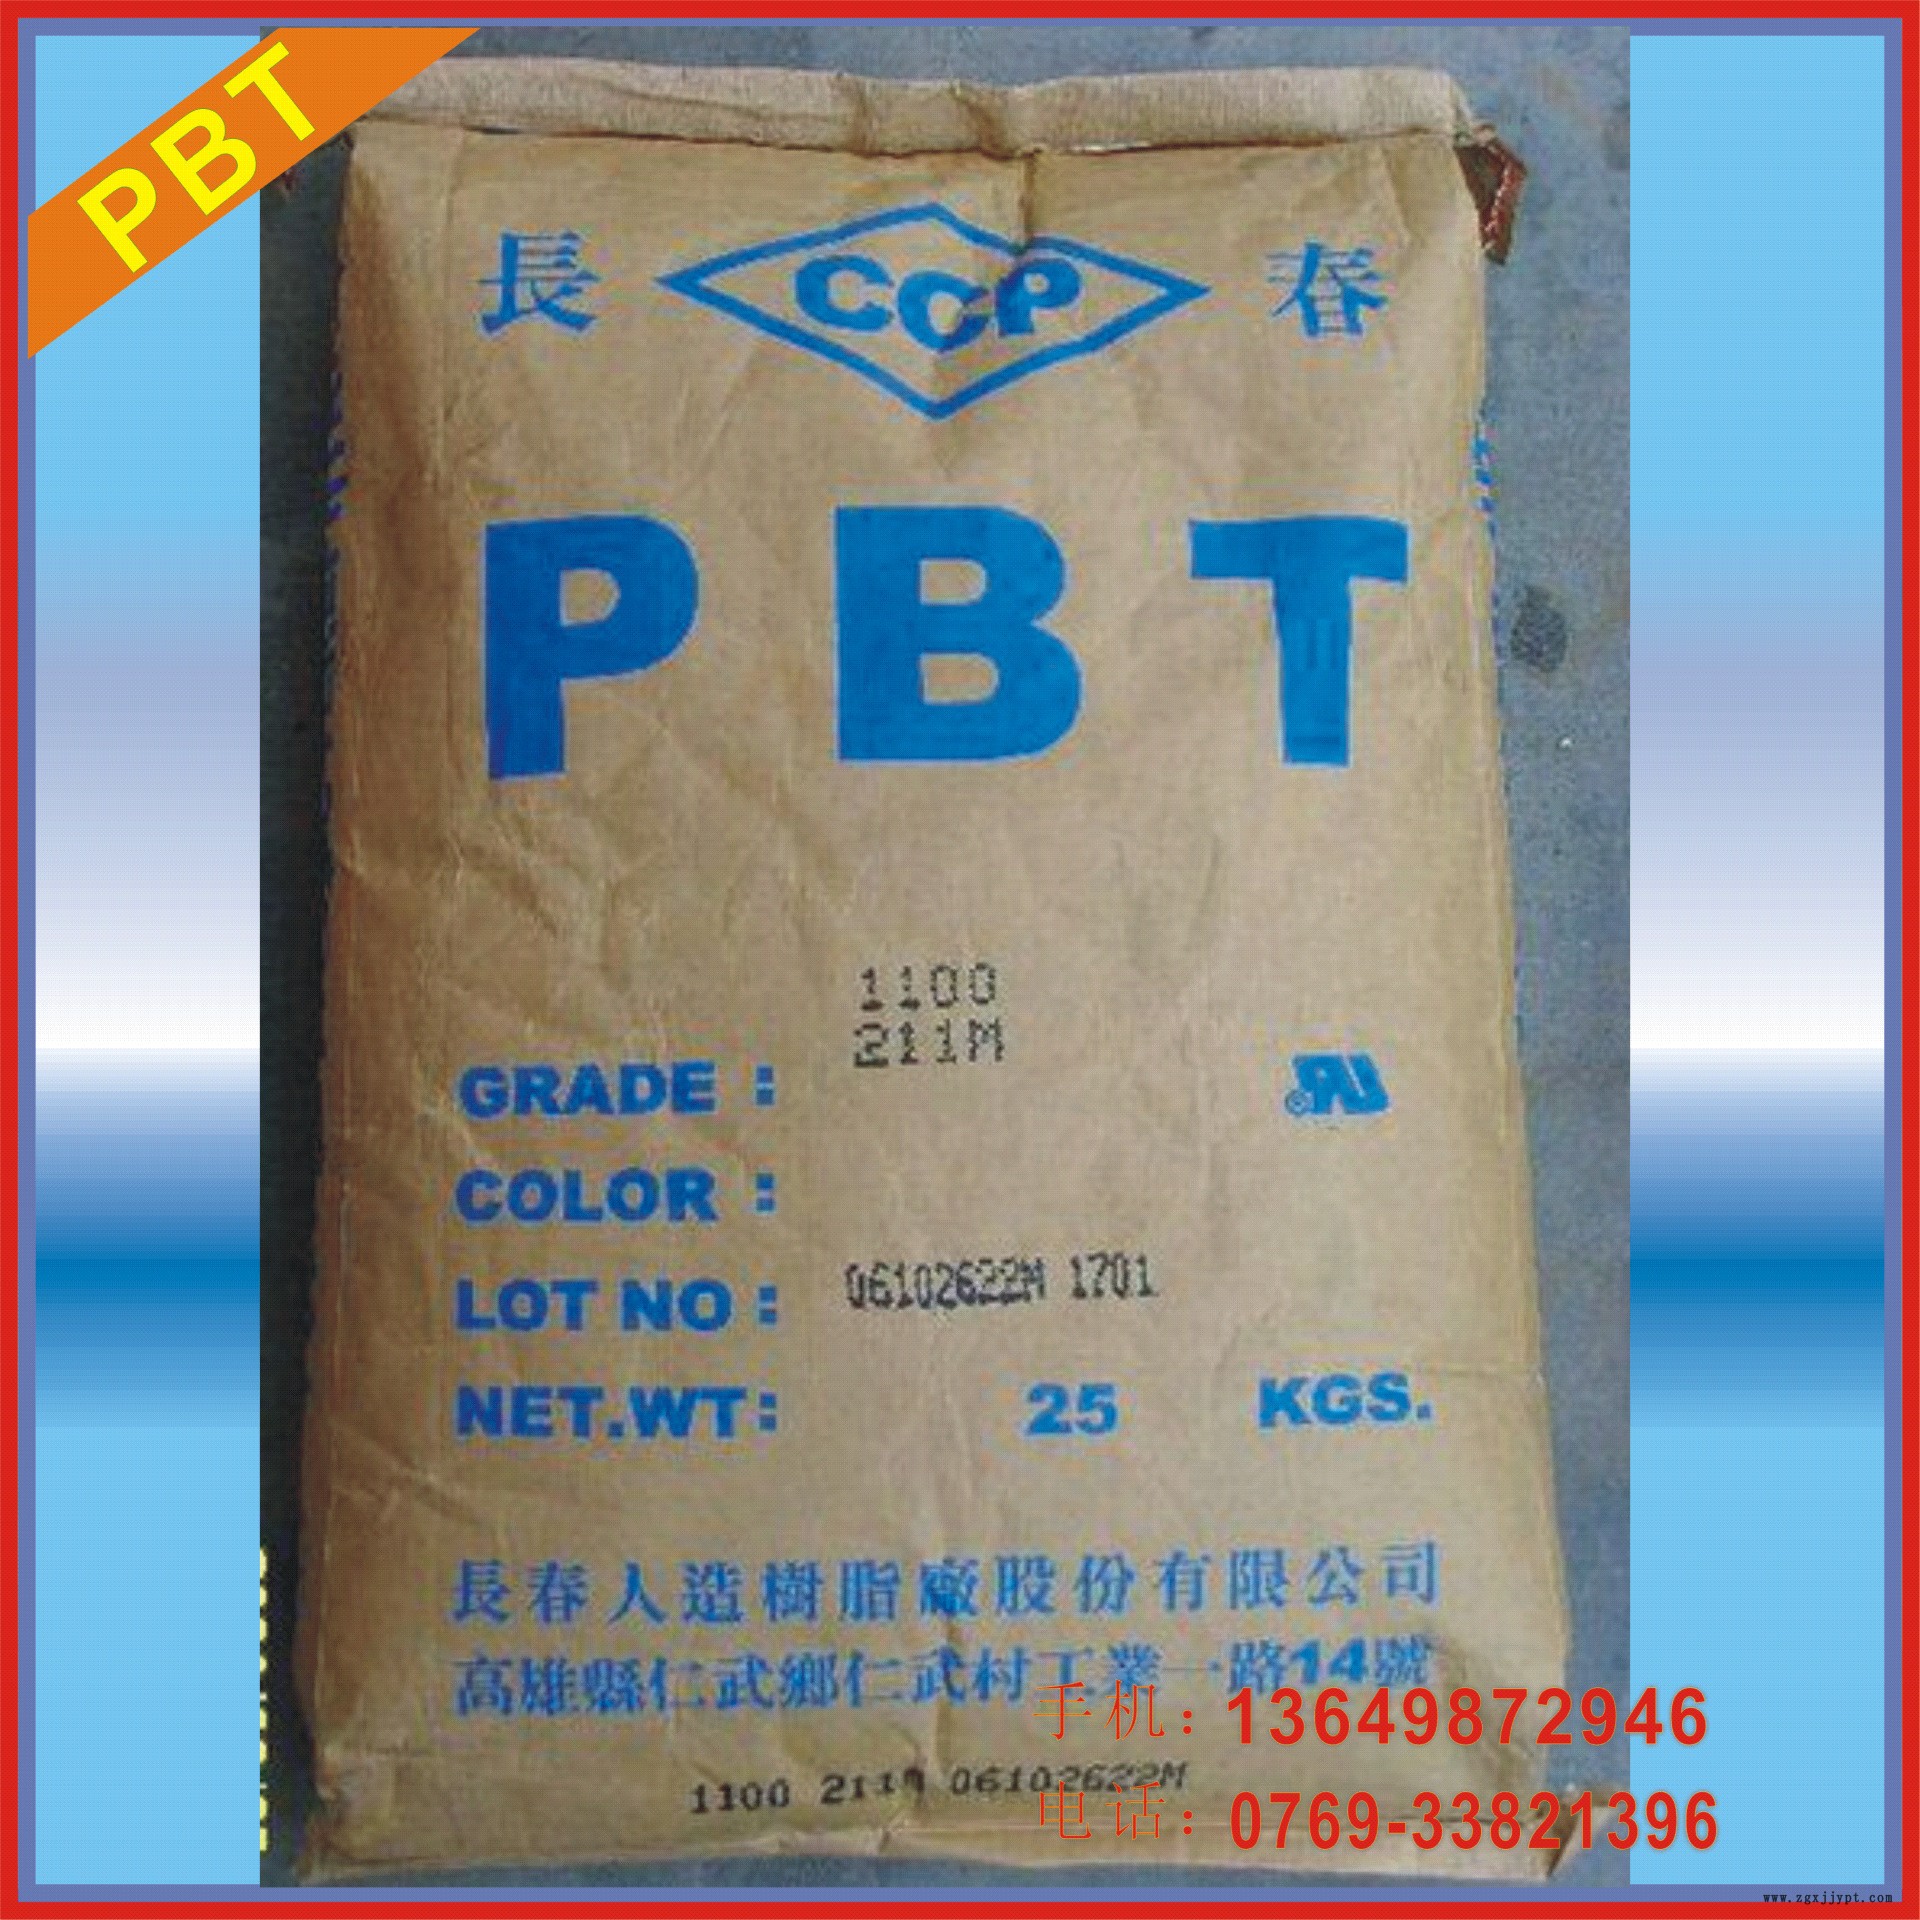 PBT
長 CCP 春
PBT
1100
211M
GRADE :
COLOR :
LOT NO : 06102622M 1701
NET.WT: 25 KGS.
長春人造樹脂廠股份有限公司
高雄縣仁武鄉仁武村工業一路14號
手机: 13649872946
1100 211M 06102622M
电话: 0769-33821396
www.zgxjjypt.com